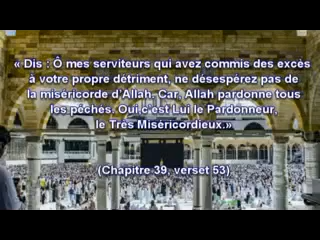 « Dis : Ô mes serviteurs qui avez commis des excès
à votre propre détriment, ne désespérez pas de
la miséricorde d'Allah. Car, Allah pardonne tous
les péchés. Oui c'est Lui le Pardonneur,
le Très Miséricordieux.»
(Chapitre 39, verset 53)